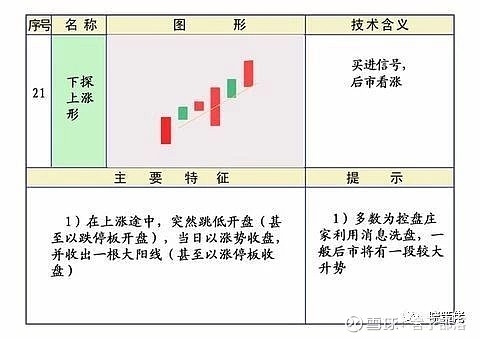 序号 名称 图形 技术含义
21
下探
上涨
形
买进信号，
后市看涨
主要特征 提示
1）在上涨途中，突然跳低开盘（甚
至以跌停板开盘），当日以涨势收盘，
并收出一根大阳线（甚至以涨停板收
盘）
1）多数为控盘庄
家利用消息洗盘，一
般后市将有一段较大
升势